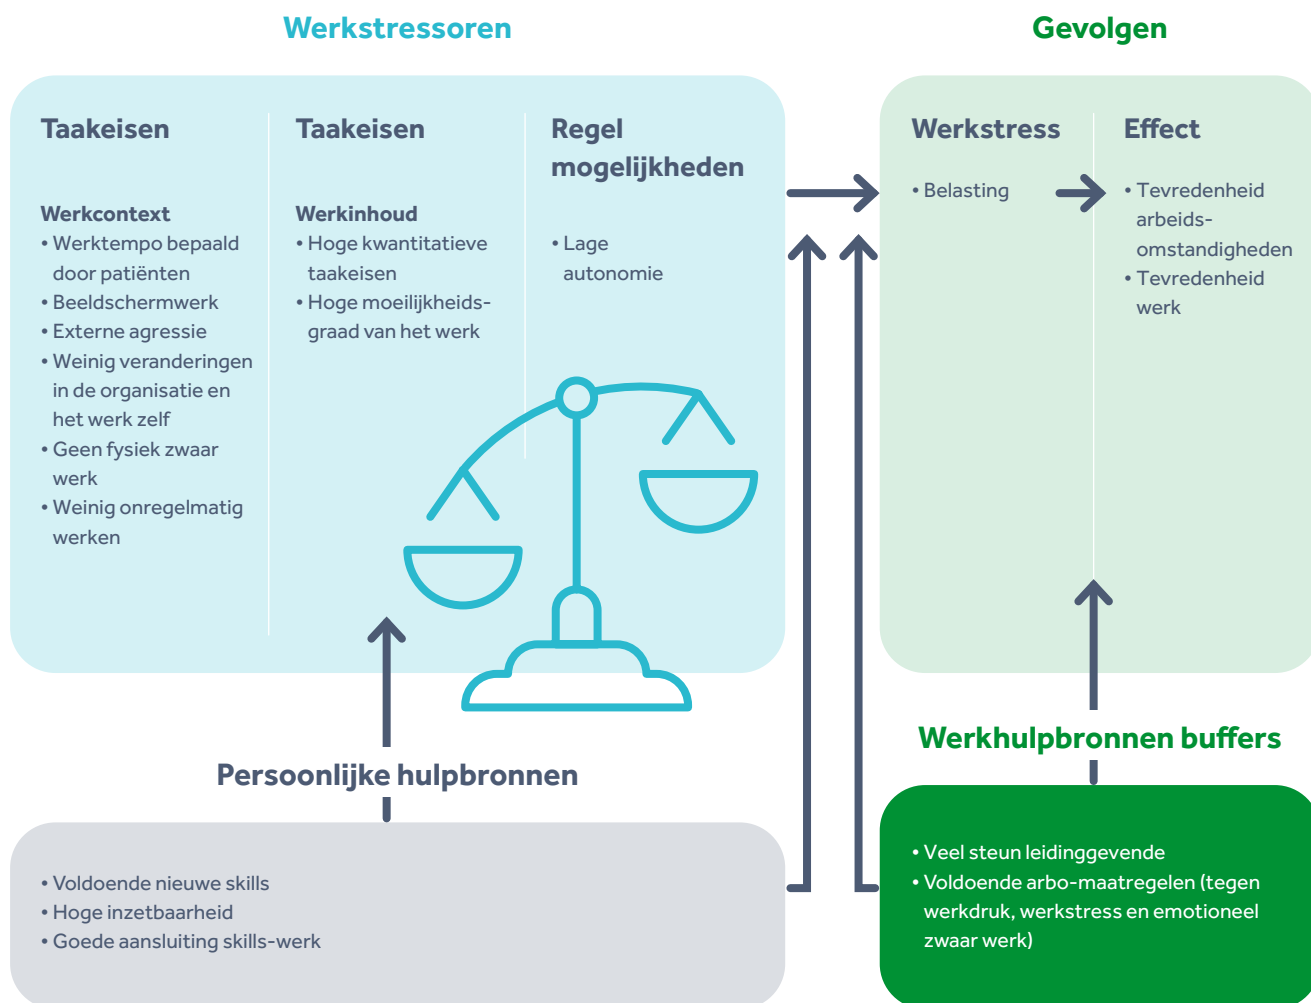 Werkstressoren
Gevolgen
Taakeisen
Werkcontext
• Werktempo bepaald
door patiënten
• Beeldschermwerk
• Externe agressie
• Weinig veranderingen
in de organisatie en
het werk zelf
• Geen fysiek zwaar
werk
• Weinig onregelmatig
werken
Taakeisen
Werkinhoud
• Hoge kwantitatieve
taakeisen
• Hoge moeilijkheids-
graad van het werk
Regel
mogelijkheden
• Lage
autonomie
Werkstress
• Belasting
Effect
• Tevredenheid
arbeids-
omstandigheden
• Tevredenheid
werk
Persoonlijke hulpbronnen
• Voldoende nieuwe skills
• Hoge inzetbaarheid
• Goede aansluiting skills-werk
Werkhulpbronnen buffers
• Veel steun leidinggevende
• Voldoende arbo-maatregelen (tegen
werkdruk, werkstress en emotioneel
zwaar werk)